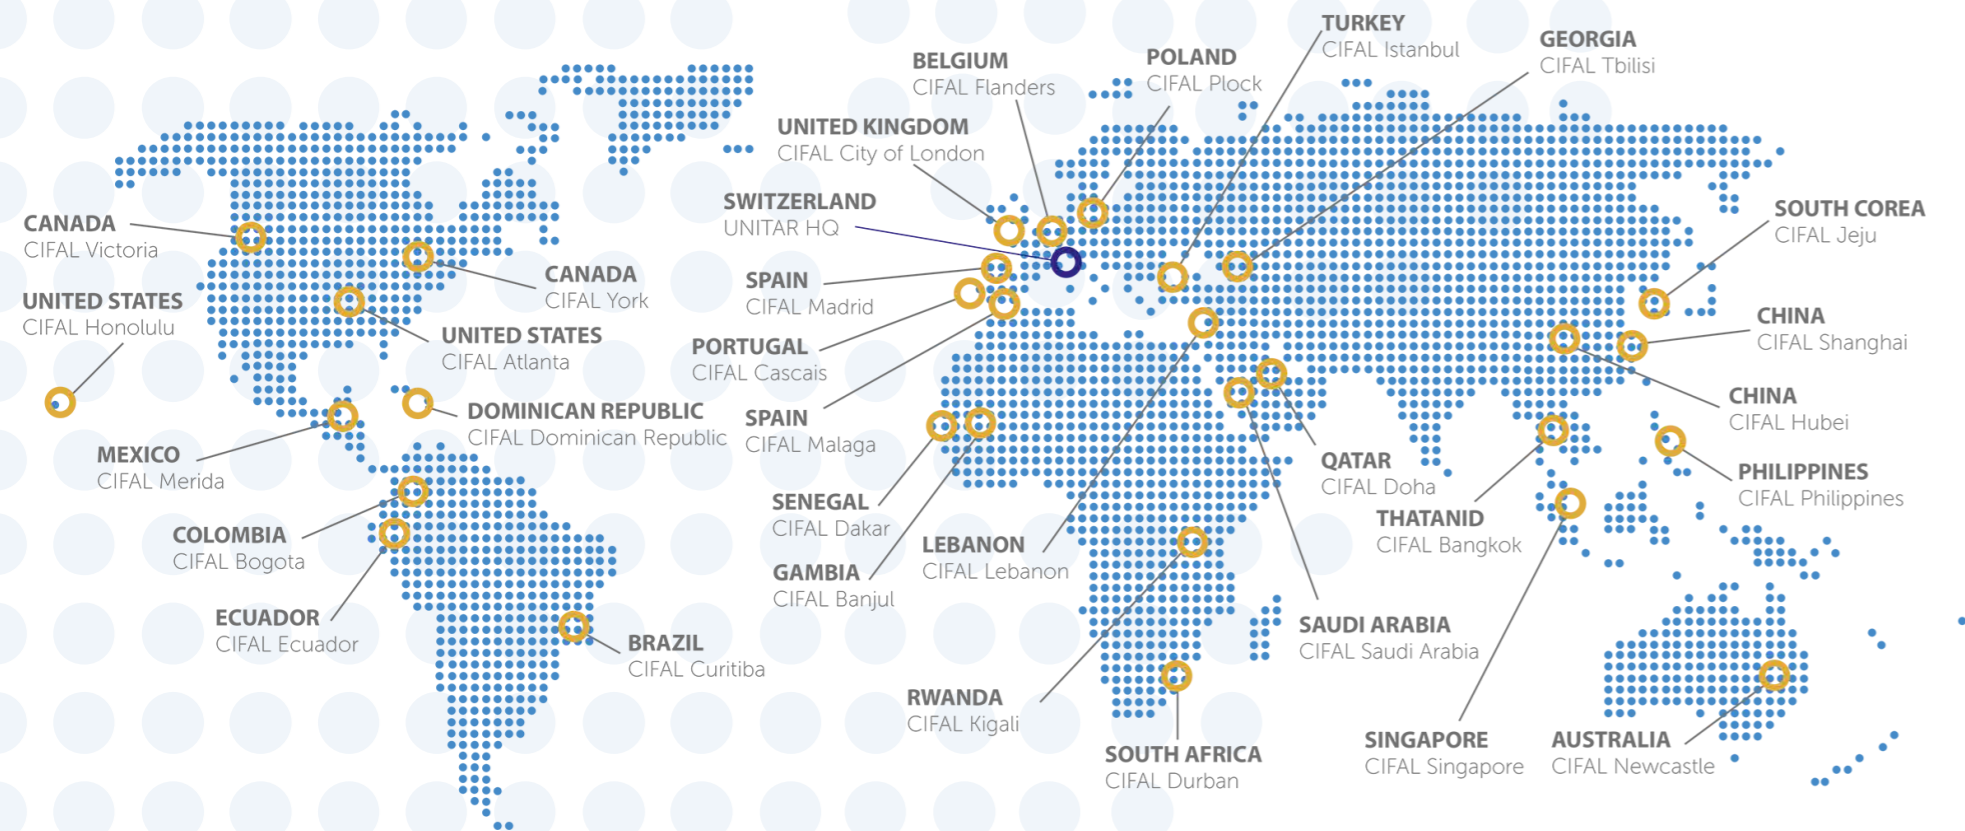 TURKEY
CIFAL Istanbul
GEORGIA
CIFAL Tbilisi
BELGIUM
CIFAL Flanders
POLAND
CIFAL Plock
UNITED KINGDOM
CIFAL City of London
SWITZERLAND
UNITAR HQ
SOUTH COREA
CIFAL Jeju
CANADA
CIFAL Victoria
CANADA
CIFAL York
SPAIN
CIFAL Madrid
UNITED STATES
CIFAL Honolulu
UNITED STATES
CIFAL Atlanta
PORTUGAL
CIFAL Cascais
CHINA
CIFAL Shanghai
DOMINICAN REPUBLIC
CIFAL Dominican Republic
SPAIN
CIFAL Malaga
CHINA
CIFAL Hubei
MEXICO
CIFAL Merida
QATAR
CIFAL Doha
PHILIPPINES
CIFAL Philippines
SENEGAL
CIFAL Dakar
THATANID
CIFAL Bangkok
COLOMBIA
CIFAL Bogota
LEBANON
CIFAL Lebanon
GAMBIA
CIFAL Banjul
ECUADOR
CIFAL Ecuador
SAUDI ARABIA
CIFAL Saudi Arabia
BRAZIL
CIFAL Curitiba
RWANDA
CIFAL Kigali
SOUTH AFRICA
CIFAL Durban
SINGAPORE
CIFAL Singapore
AUSTRALIA
CIFAL Newcastle